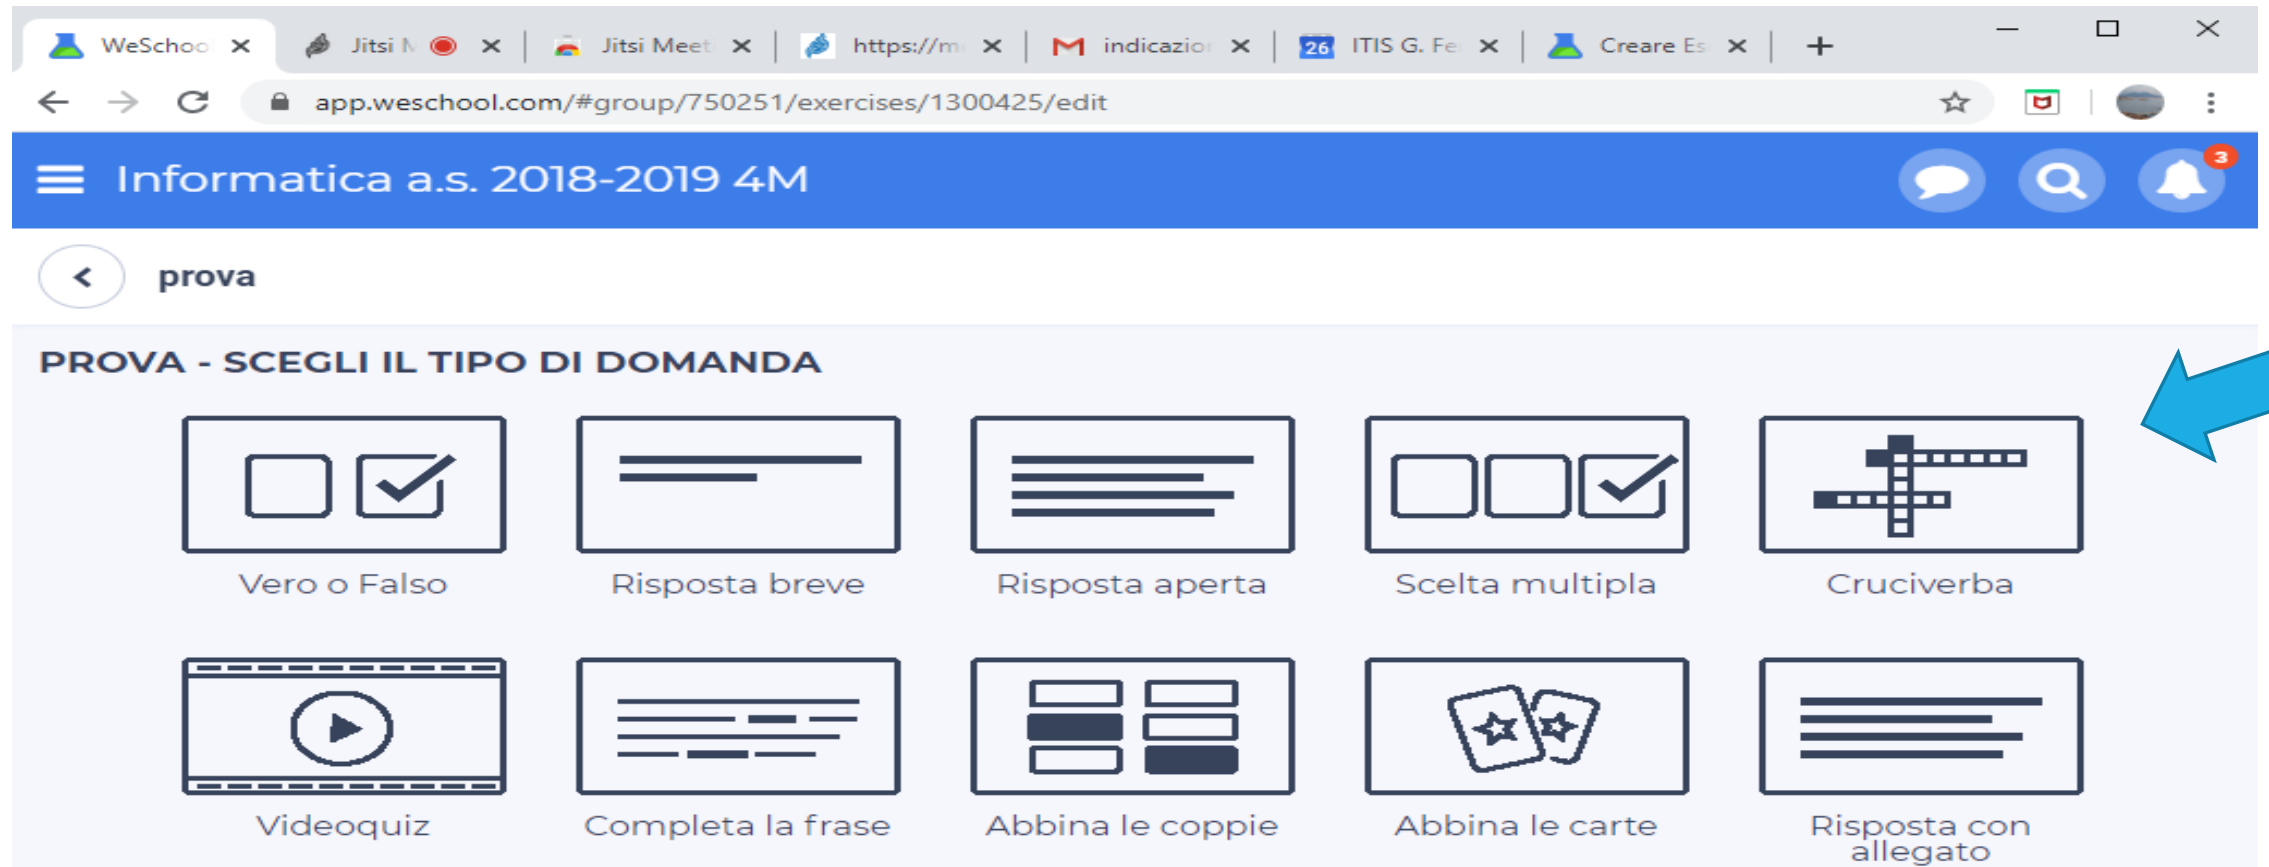 WeSchool
Jitsi M
Jitsi Meet
https://m
indicazion
26
ITIS G. Fe
Creare Es
app.weschool.com/#group/750251/exercises/1300425/edit
Informatica a.s. 2018-2019 4M
3
prova
PROVA - SCEGLI IL TIPO DI DOMANDA
Vero o Falso
Risposta breve
Risposta aperta
Scelta multipla
Cruciverba
Videoquiz
Completa la frase
Abbina le coppie
Abbina le carte
Risposta con
allegato